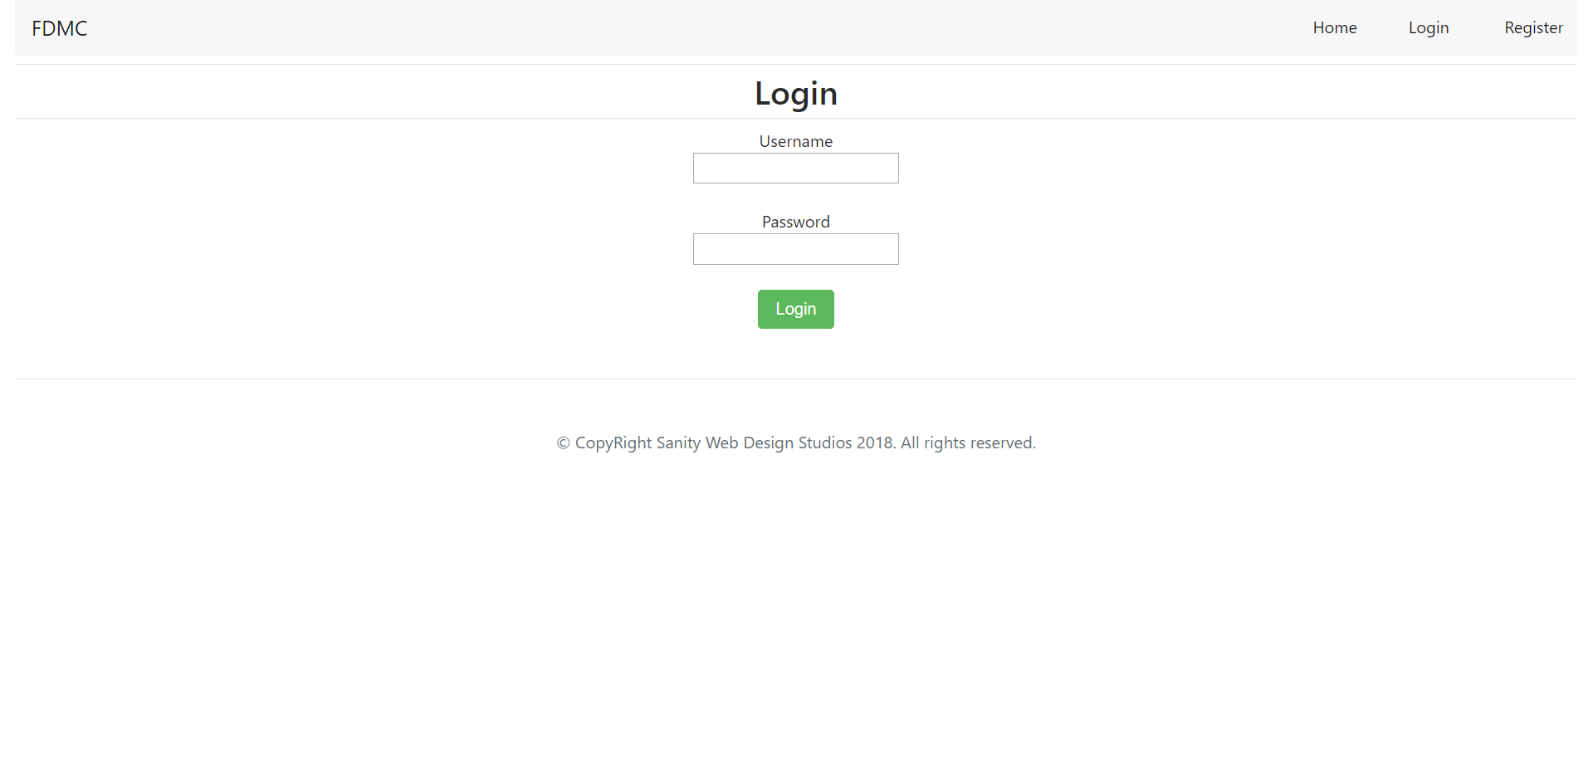 FDMC Home Login Register
Login
Username
Password
Login
© CopyRight Sanity Web Design Studios 2018. All rights reserved.